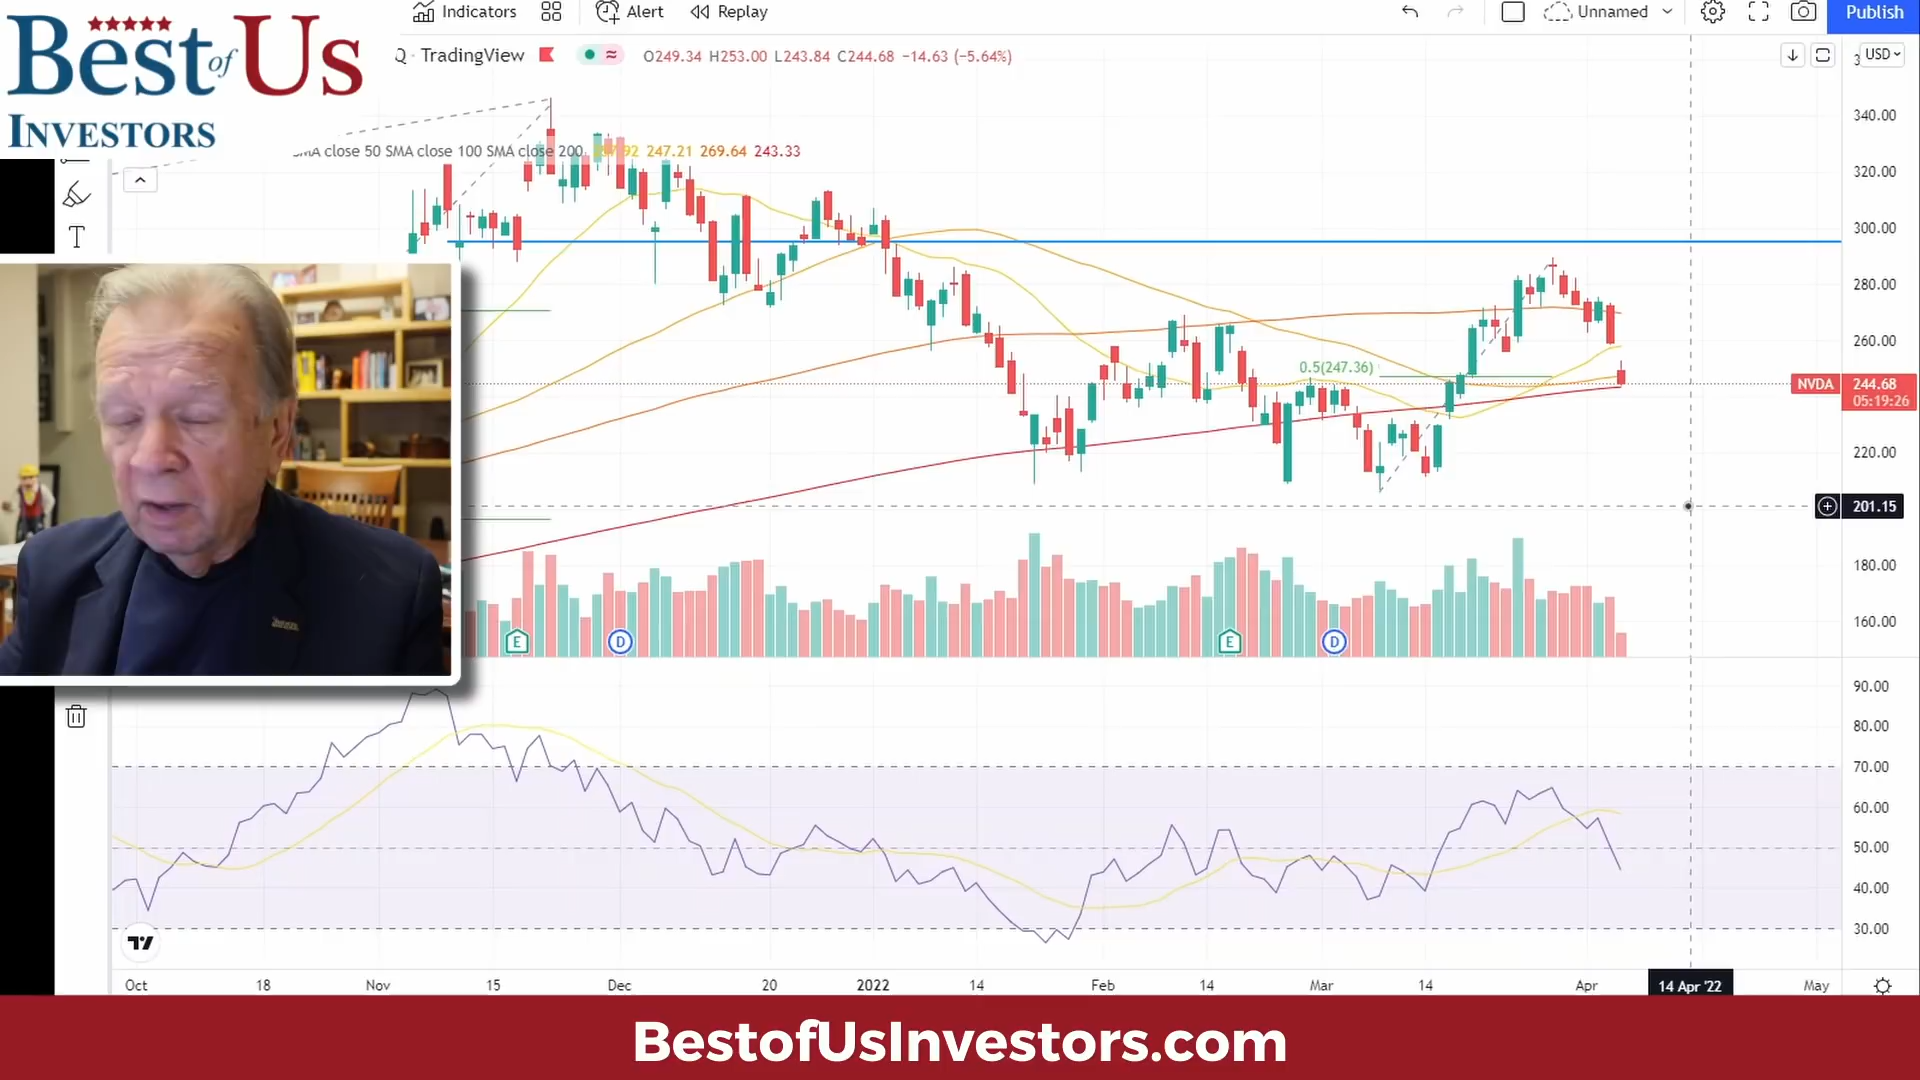 Best of Us
INVESTORS
Indicators
Alert
Replay
Unnamed
Publish
Q · TradingView
O249.34 H253.00 L243.84 C244.68 −14.63 (−5.64%)
USD
SMA close 50 SMA close 100 SMA close 200
247.21 269.64 243.33
T
340.00
320.00
300.00
280.00
260.00
NVDA 244.68
05:19:26
220.00
201.15
180.00
160.00
0.5(247.36)
E D E D
90.00
80.00
70.00
60.00
50.00
40.00
30.00
Oct 18 Nov 15 Dec 20 2022 14 Feb 14 Mar 14 Apr 14 Apr '22 May
BestofUsInvestors.com